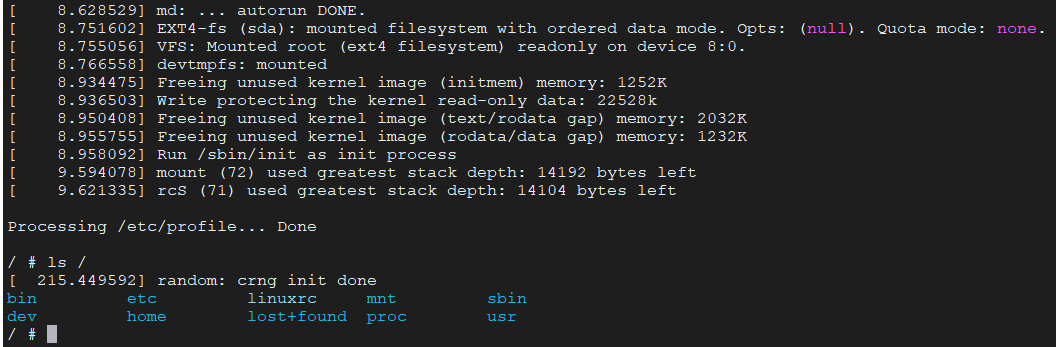 [    8.628529] md: ... autorun DONE.
[    8.751602] EXT4-fs (sda): mounted filesystem with ordered data mode. Opts: (null). Quota mode: none.
[    8.755056] VFS: Mounted root (ext4 filesystem) readonly on device 8:0.
[    8.766558] devtmpfs: mounted
[    8.934475] Freeing unused kernel image (initmem) memory: 1252K
[    8.936503] Write protecting the kernel read-only data: 22528k
[    8.950408] Freeing unused kernel image (text/rodata gap) memory: 2032K
[    8.955755] Freeing unused kernel image (rodata/data gap) memory: 1232K
[    8.958092] Run /sbin/init as init process
[    9.594078] mount (72) used greatest stack depth: 14192 bytes left
[    9.621335] rcS (71) used greatest stack depth: 14104 bytes left
Processing /etc/profile... Done
/ # ls /
[  215.449592] random: crng init done
bin         etc         linuxrc     mnt         sbin
dev         home        lost+found  proc        usr
/ #